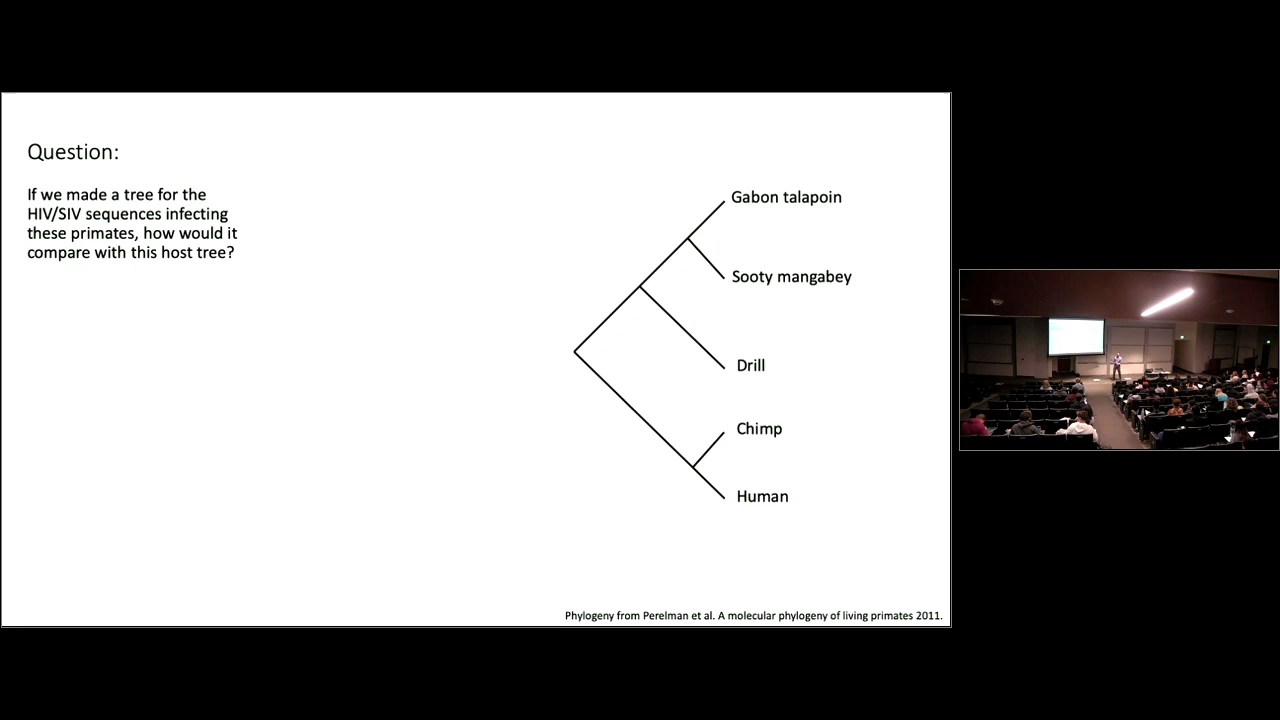 Question:
If we made a tree for the
HIV/SIV sequences infecting
these primates, how would it
compare with this host tree?
Gabon talapoin
Sooty mangabey
Drill
Chimp
Human
Phylogeny from Perelman et al. A molecular phylogeny of living primates 2011.